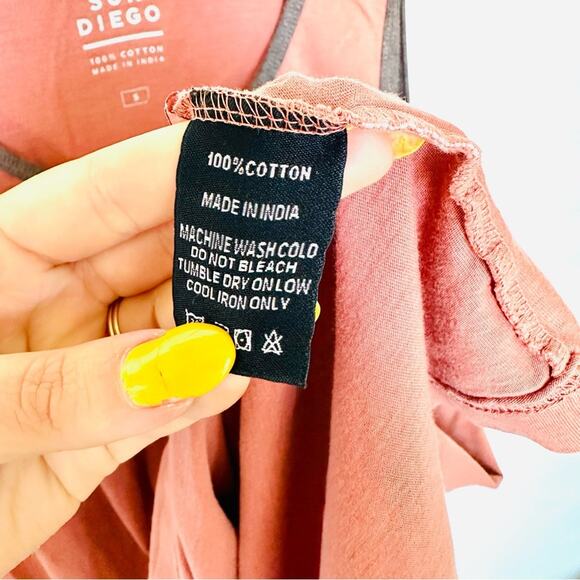 DIEGO
100% COTTON
MADE IN INDIA
S
100%COTTON
MADE IN INDIA
MACHINE WASH COLD
DO NOT BLEACH
TUMBLE DRY ON LOW
COOL IRON ONLY